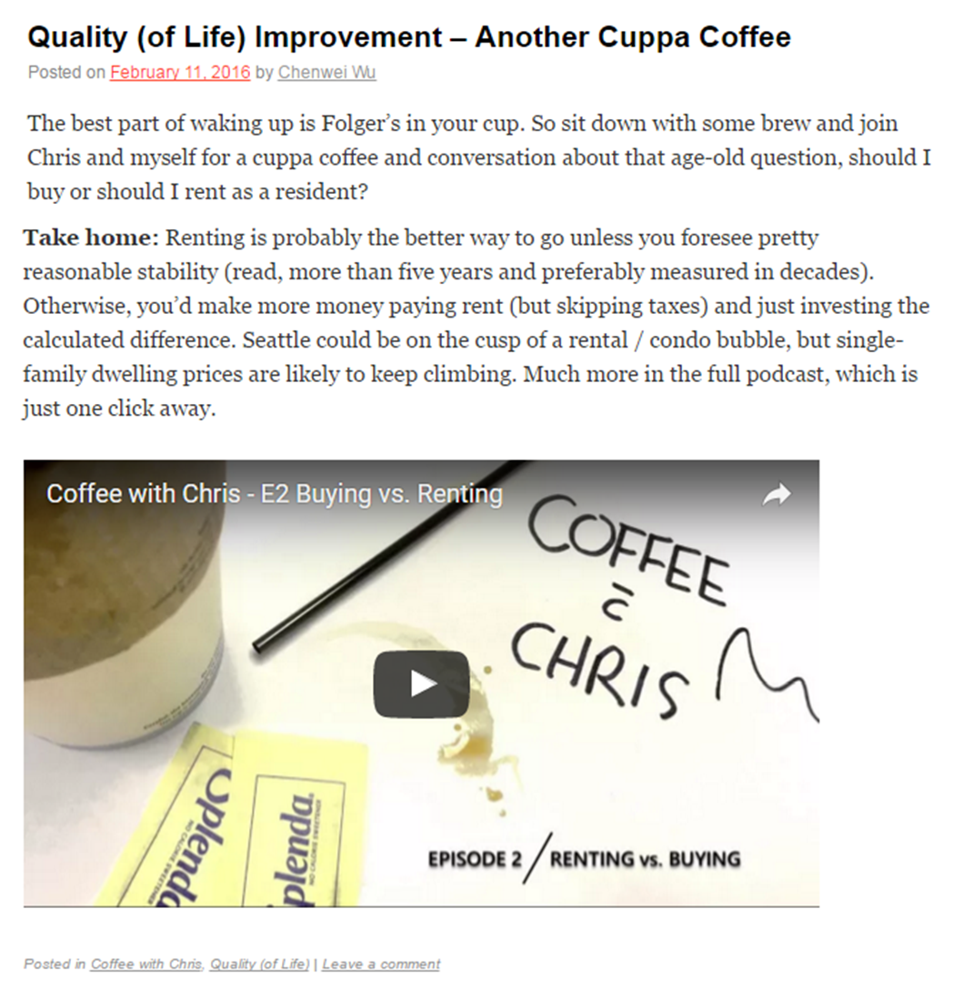 Quality (of Life) Improvement – Another Cuppa Coffee
Posted on February 11, 2016 by Chenwei Wu
The best part of waking up is Folger’s in your cup. So sit down with some brew and join
Chris and myself for a cuppa coffee and conversation about that age-old question, should I
buy or should I rent as a resident?
Take home: Renting is probably the better way to go unless you foresee pretty
reasonable stability (read, more than five years and preferably measured in decades).
Otherwise, you’d make more money paying rent (but skipping taxes) and just investing the
calculated difference. Seattle could be on the cusp of a rental / condo bubble, but single-
family dwelling prices are likely to keep climbing. Much more in the full podcast, which is
just one click away.
Coffee with Chris - E2 Buying vs. Renting
COFFEE
c̄
CHRIS
Splenda
NO CALORIE SWEETENER
Splenda
NO CALORIE SWEETENER
EPISODE 2 / RENTING vs. BUYING
Posted in Coffee with Chris, Quality (of Life) | Leave a comment